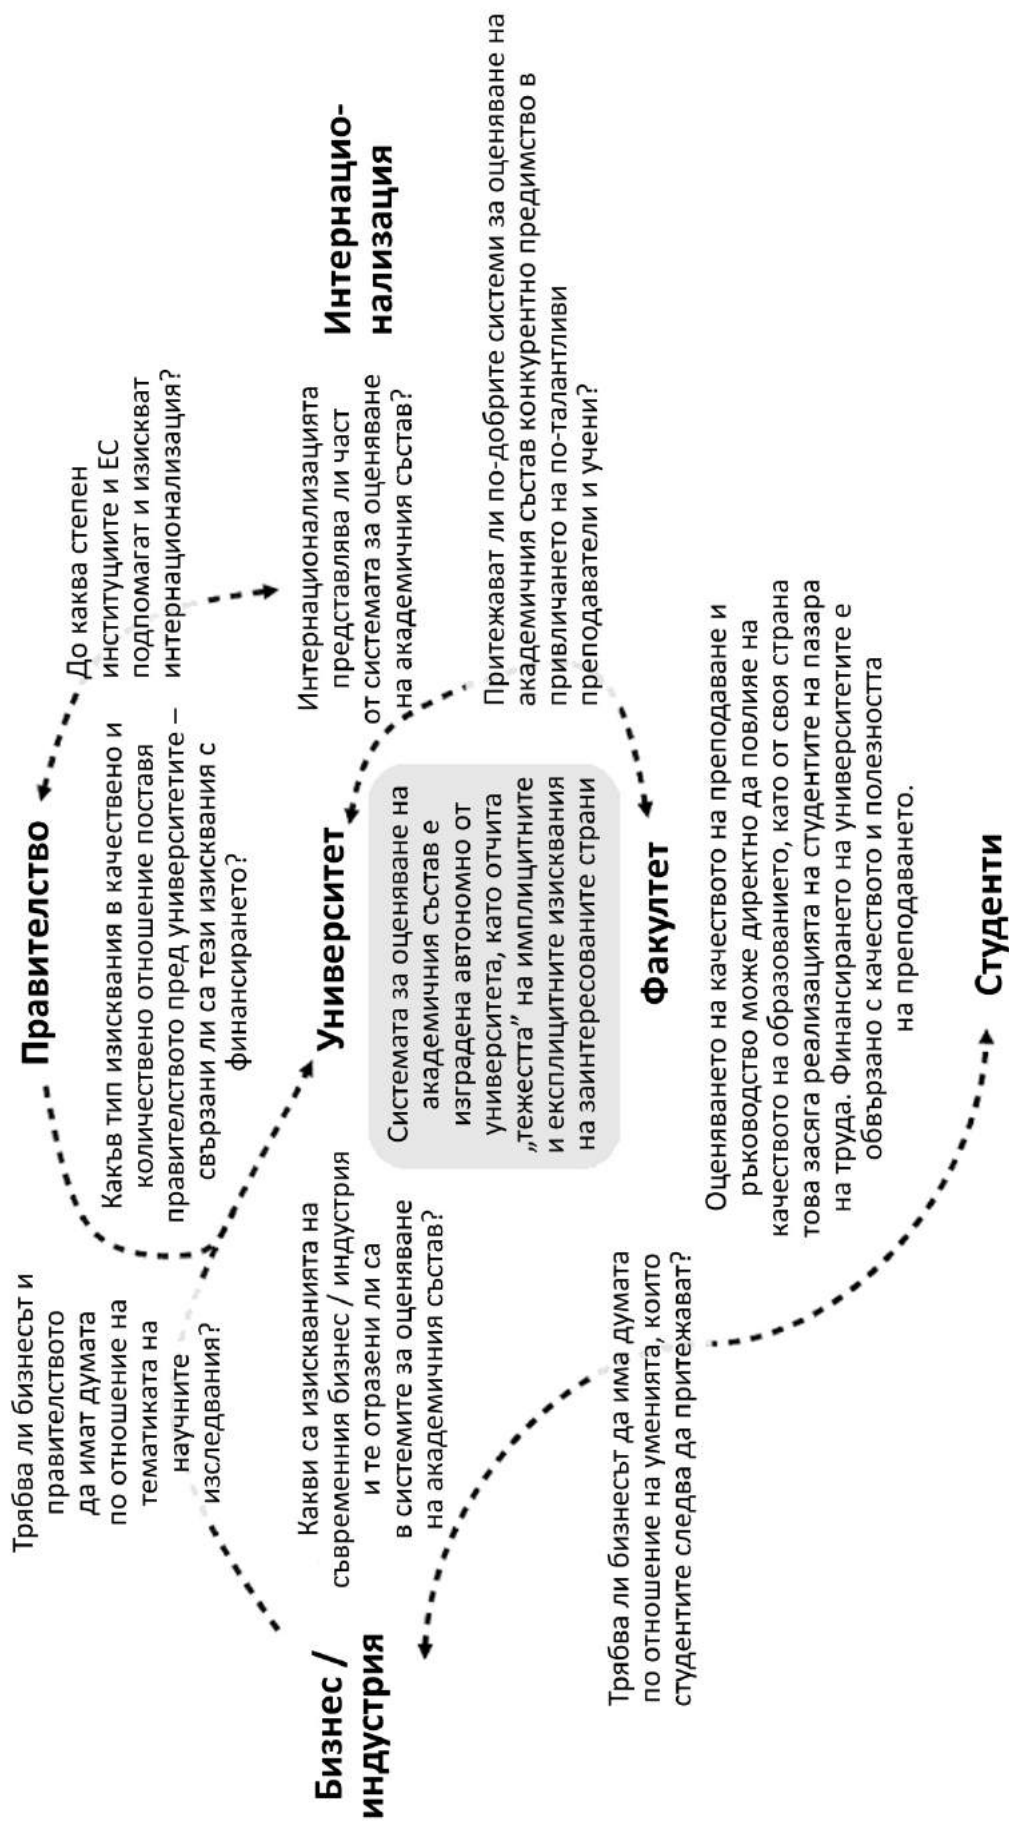 Правителство
Какъв тип изисквания в качествено и
количествено отношение поставя
правителството пред университетите –
свързани ли са тези изисквания с
финансирането?
Трябва ли бизнесът и
правителството
да имат думата
по отношение на
тематиката на
научните
изследвания?
До каква степен
институциите и ЕС
подпомагат и изискват
интернационализация?
Бизнес /
индустрия
Какви са изискванията на
съвременния бизнес / индустрия
и те отразени ли са
в системите за оценяване
на академичния състав?
Университет
Системата за оценяване на
академичния състав е
изградена автономно от
университета, като отчита
„тежестта” на имплицитните
и експлицитните изисквания
на заинтересованите страни
Интернационализацията
представлява ли част
от системата за оценяване
на академичния състав?
Интернацио-
нализация
Притежават ли по-добрите системи за оценяване на
академичния състав конкурентно предимство в
привличането на по-талантливи
преподаватели и учени?
Факултет
Трябва ли бизнесът да има думата
по отношение на уменията, които
студентите следва да притежават?
Оценяването на качеството на преподаване и
ръководство може директно да повлияе на
качеството на образованието, като от своя страна
това засяга реализацията на студентите на пазара
на труда. Финансирането на университетите е
обвързано с качеството и полезността
на преподаването.
Студенти